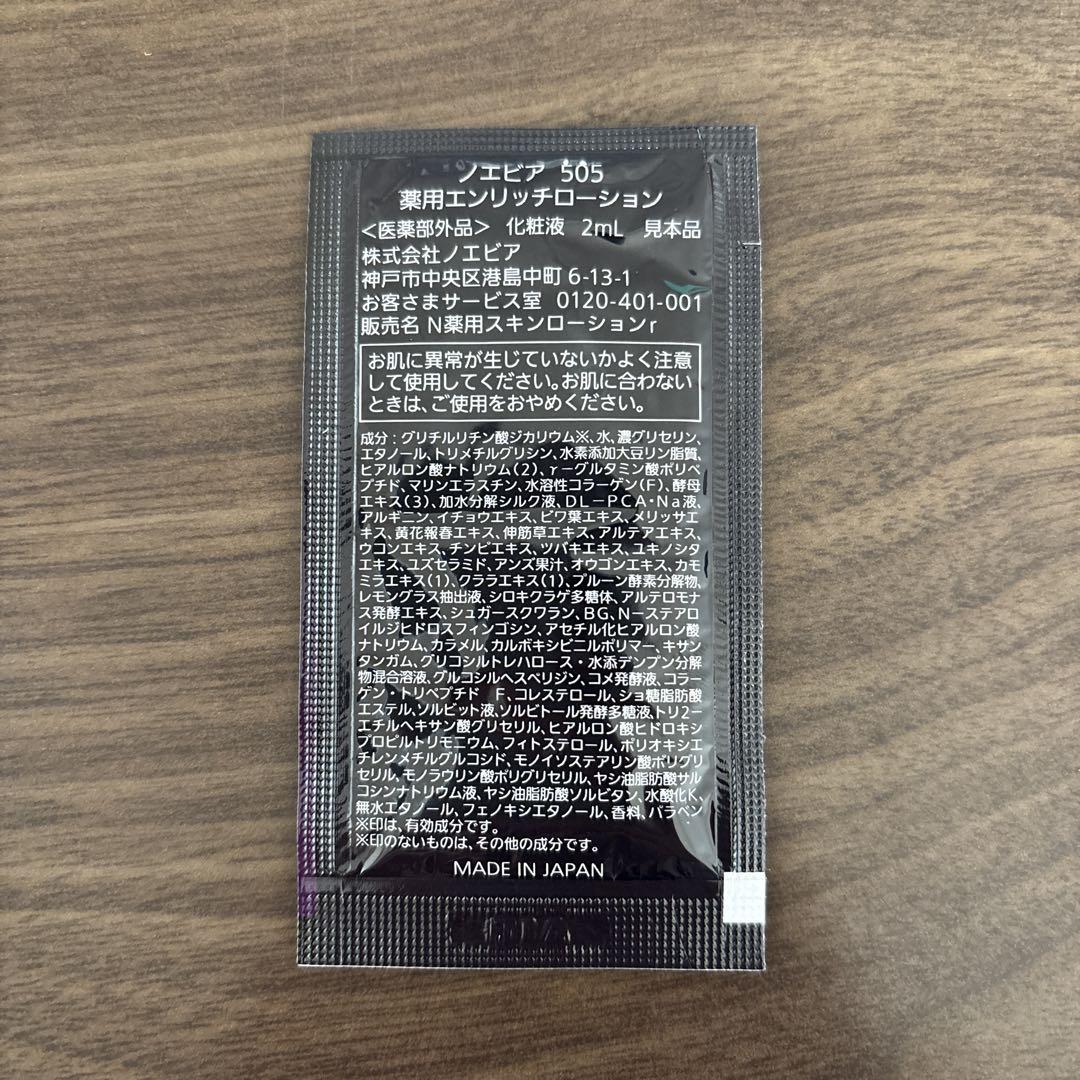 ノエビア 505
薬用エンリッチローション
<医薬部外品> 化粧液 2mL 見本品
株式会社ノエビア
神戸市中央区港島中町6-13-1
お客さまサービス室 0120-401-001
販売名 N薬用スキンローションr
お肌に異常が生じていないかよく注意
して使用してください。お肌に合わない
ときは、ご使用をおやめください。
成分：グリチルリチン酸ジカリウム※、水、濃グリセリン、
エタノール、トリメチルグリシン、水素添加大豆リン脂質、
ヒアルロン酸ナトリウム(2)、γ－グルタミン酸ポリペ
プチド、マリンエラスチン、水溶性コラーゲン(F)、酵母
エキス(3)、加水分解シルク液、DL－PCA・Na液、
アルギニン、イチョウエキス、ビワ葉エキス、メリッサエ
キス、黄花報春エキス、伸筋草エキス、アルテアエキス、
ウコンエキス、チンピエキス、ツバキエキス、ユキノシタ
エキス、ユズセラミド、アンズ果汁、オウゴンエキス、カモ
ミラエキス(1)、クララエキス(1)、プルーン酵素分解物、
レモングラス抽出液、シロキクラゲ多糖体、アルテロモナ
ス発酵エキス、シュガースクワラン、BG、N－ステアロ
イルジヒドロスフィンゴシン、アセチル化ヒアルロン酸
ナトリウム、カラメル、カルボキシビニルポリマー、キサン
タンガム、グリコシルトレハロース・水添デンプン分解
物混合溶液、グルコシルヘスペリジン、コメ発酵液、コラー
ゲン・トリペプチド F、コレステロール、ショ糖脂肪酸
エステル、ソルビット液、ソルビトール発酵多糖液、トリ2－
エチルヘキサン酸グリセリル、ヒアルロン酸ヒドロキシ
プロピルトリモニウム、フィトステロール、ポリオキシエ
チレンメチルグルコシド、モノイソステアリン酸ポリグリ
セリル、モノラウリン酸ポリグリセリル、ヤシ油脂肪酸サル
コシンナトリウム液、ヤシ油脂肪酸ソルビタン、水酸化K、
無水エタノール、フェノキシエタノール、香料、パラベン
※印は、有効成分です。
※印のないものは、その他の成分です。
MADE IN JAPAN